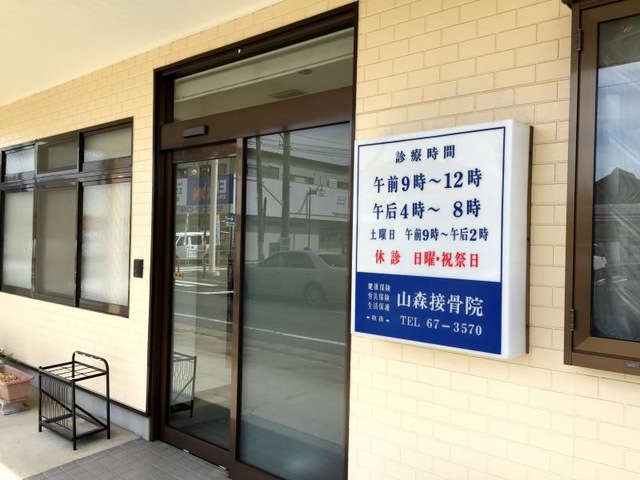 診療時間
午前9時～12時
午后4時～ 8時
土曜日 午前9時～午后2時
休診 日曜・祝祭日
健康保険
労災保険
生活保護
＊取扱＊
山森接骨院
TEL 67-3570